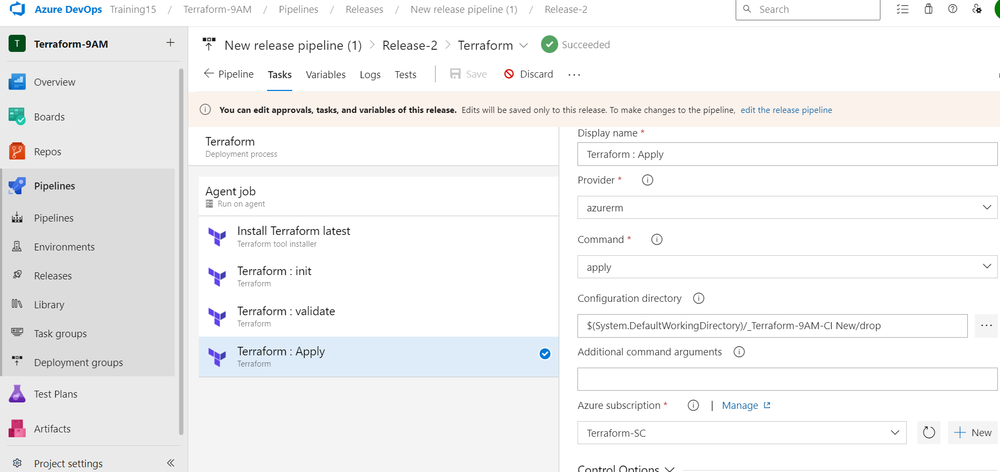 Azure DevOps Training15 / Terraform-9AM / Pipelines / Releases / New release pipeline (1) / Release-2
Search
T Terraform-9AM +
Overview
Boards
Repos
Pipelines
Pipelines
Environments
Releases
Library
Task groups
Deployment groups
Test Plans
Artifacts
Project settings
New release pipeline (1) > Release-2 > Terraform Succeeded
Pipeline Tasks Variables Logs Tests Save Discard ...
You can edit approvals, tasks, and variables of this release. Edits will be saved only to this release. To make changes to the pipeline, edit the release pipeline
Terraform
Deployment process
Agent job
Run on agent
Install Terraform latest
Terraform tool installer
Terraform : init
Terraform
Terraform : validate
Terraform
Terraform : Apply
Terraform
Display name *
Terraform : Apply
Provider *
azurerm
Command *
apply
Configuration directory
$(System.DefaultWorkingDirectory)/_Terraform-9AM-CI New/drop
...
Additional command arguments
Azure subscription * | Manage
Terraform-SC
+ New
Control Options